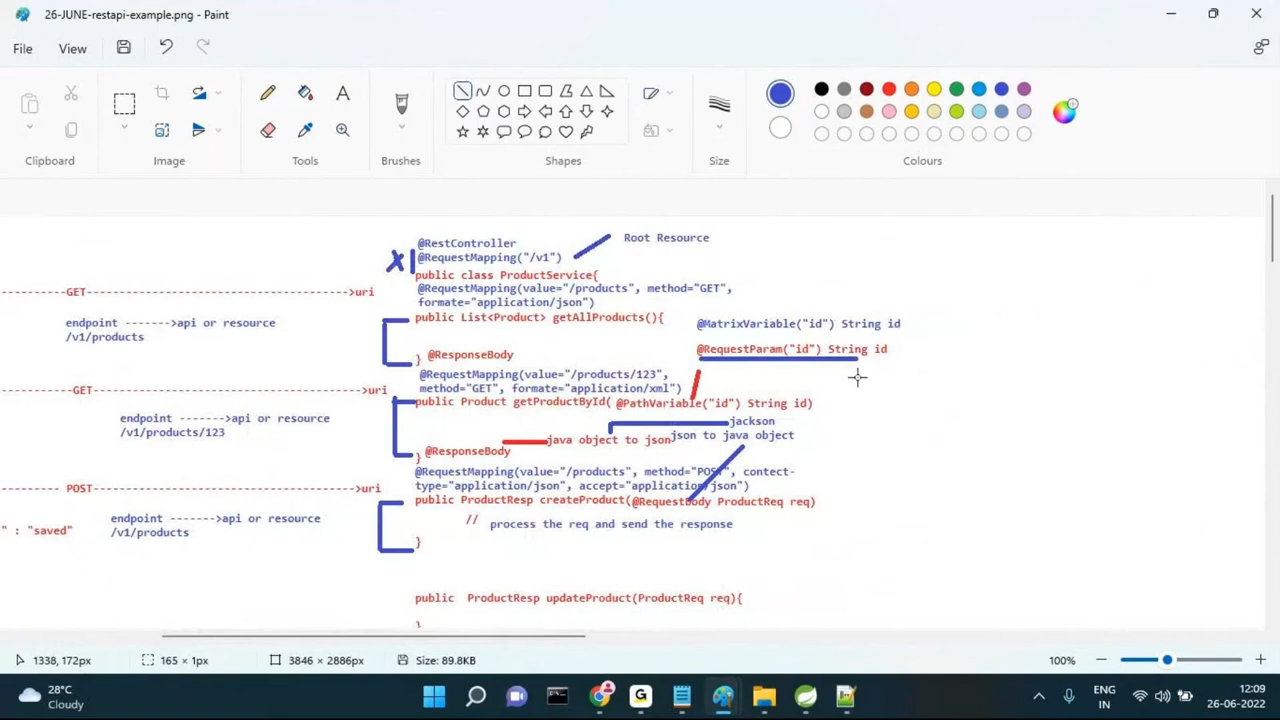 26-JUNE-restapi-example.png - Paint
File View
Clipboard Image Tools Brushes Shapes Size Colours
@RestController
Root Resource
@RequestMapping("/v1")
X
public class ProductService{
@RequestMapping(value="/products", method="GET",
formate="application/json")
--------GET--------------------------------------->uri
public List<Product> getAllProducts(){
endpoint ------->api or resource
/v1/products
@MatrixVariable("id") String id
@RequestParam("id") String id
} @ResponseBody
@RequestMapping(value="/products/123",
method="GET", formate="application/xml")
GET-----------------------------------------uri
public Product getProductById( @PathVariable("id") String id)
endpoint ------->api or resource
/v1/products/123
jackson
java object to json
json to java object
} @ResponseBody
@RequestMapping(value="/products", method="POST", contect-
type="application/json", accept="application/json")
-------- POST--------------------------------------->uri
public ProductResp createProduct(@RequestBody ProductReq req)
endpoint ------->api or resource
/v1/products
// process the req and send the response
" : "saved"
}
public ProductResp updateProduct(ProductReq req){
}
1338, 172px 165 × 1px 3846 × 2886px Size: 89.8KB 100%
28°C
Cloudy
ENG
IN
12:09
26-06-2022